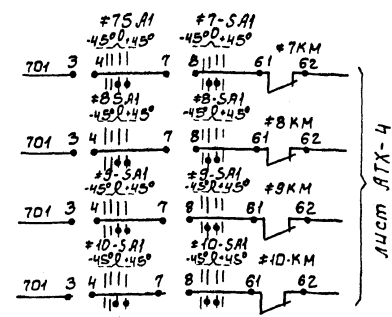 ≠7SA1 ≠7-SA1
-45°0+45° -45°0+45°
701 3 4 7 8 61 62 ≠7KM
≠8SA1 ≠8-SA1
-45°0+45° -45°0+45°
701 3 4 7 8 61 62 ≠8KM
≠9-SA1 ≠9-SA1
-45°0+45° -45°0+45°
701 3 4 7 8 61 62 ≠9KM
≠10-SA1 ≠10-SA1
-45°0+45° -45°0+45°
701 3 4 7 8 61 62 ≠10-KM
лист АТХ-4